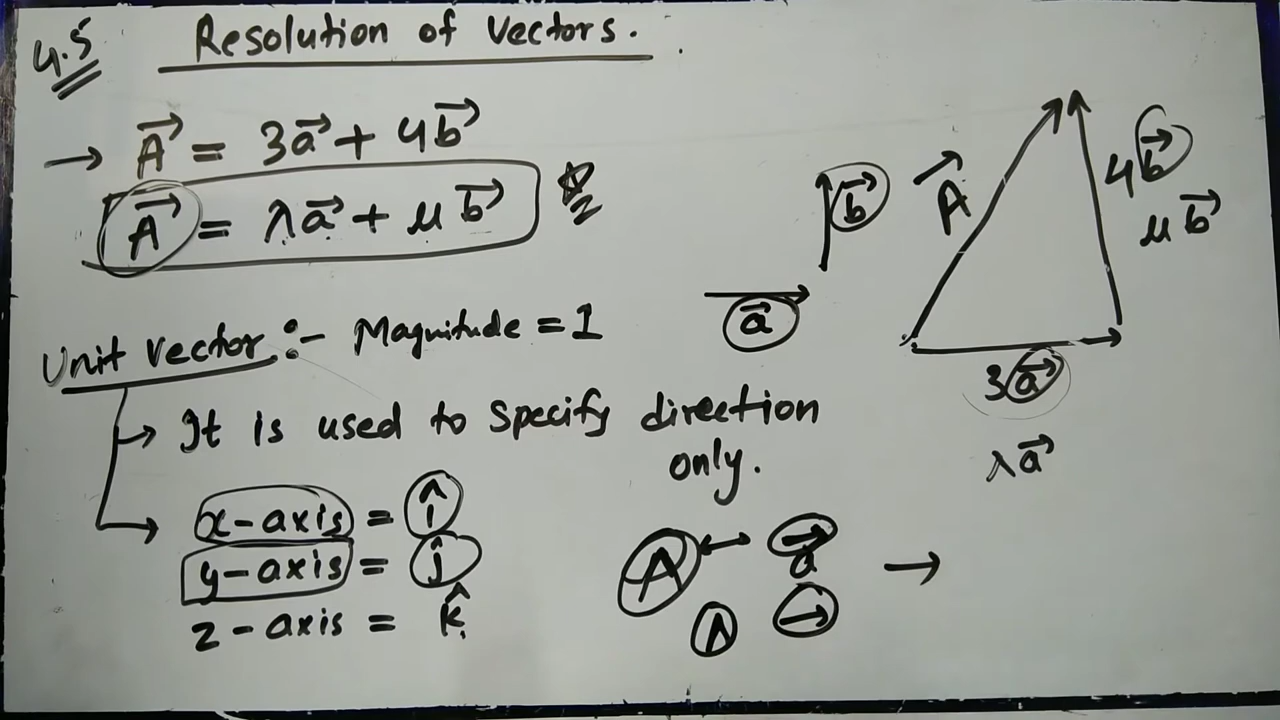 4.5 Resolution of Vectors.
→ A⃗ = 3a⃗ + 4b⃗
A⃗ = λa⃗ + μb⃗
b⃗
a⃗
A⃗
4b⃗
μb⃗
3a⃗
λa⃗
Unit Vector :- Magnitude = 1
→ It is used to Specify direction
only.
→ x-axis = î
y-axis = ĵ
z-axis = k̂
A ↔ a⃗ →
∧ →